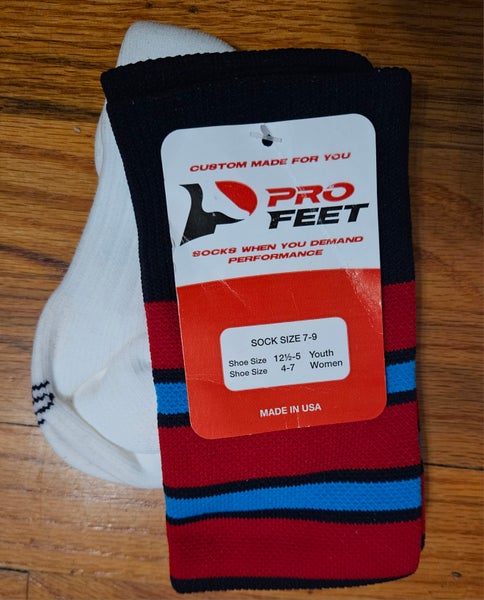 CUSTOM MADE FOR YOU
PRO
FEET
SOCKS WHEN YOU DEMAND
PERFORMANCE
SOCK SIZE 7-9
Shoe Size 12½-5 Youth
Shoe Size 4-7 Women
MADE IN USA